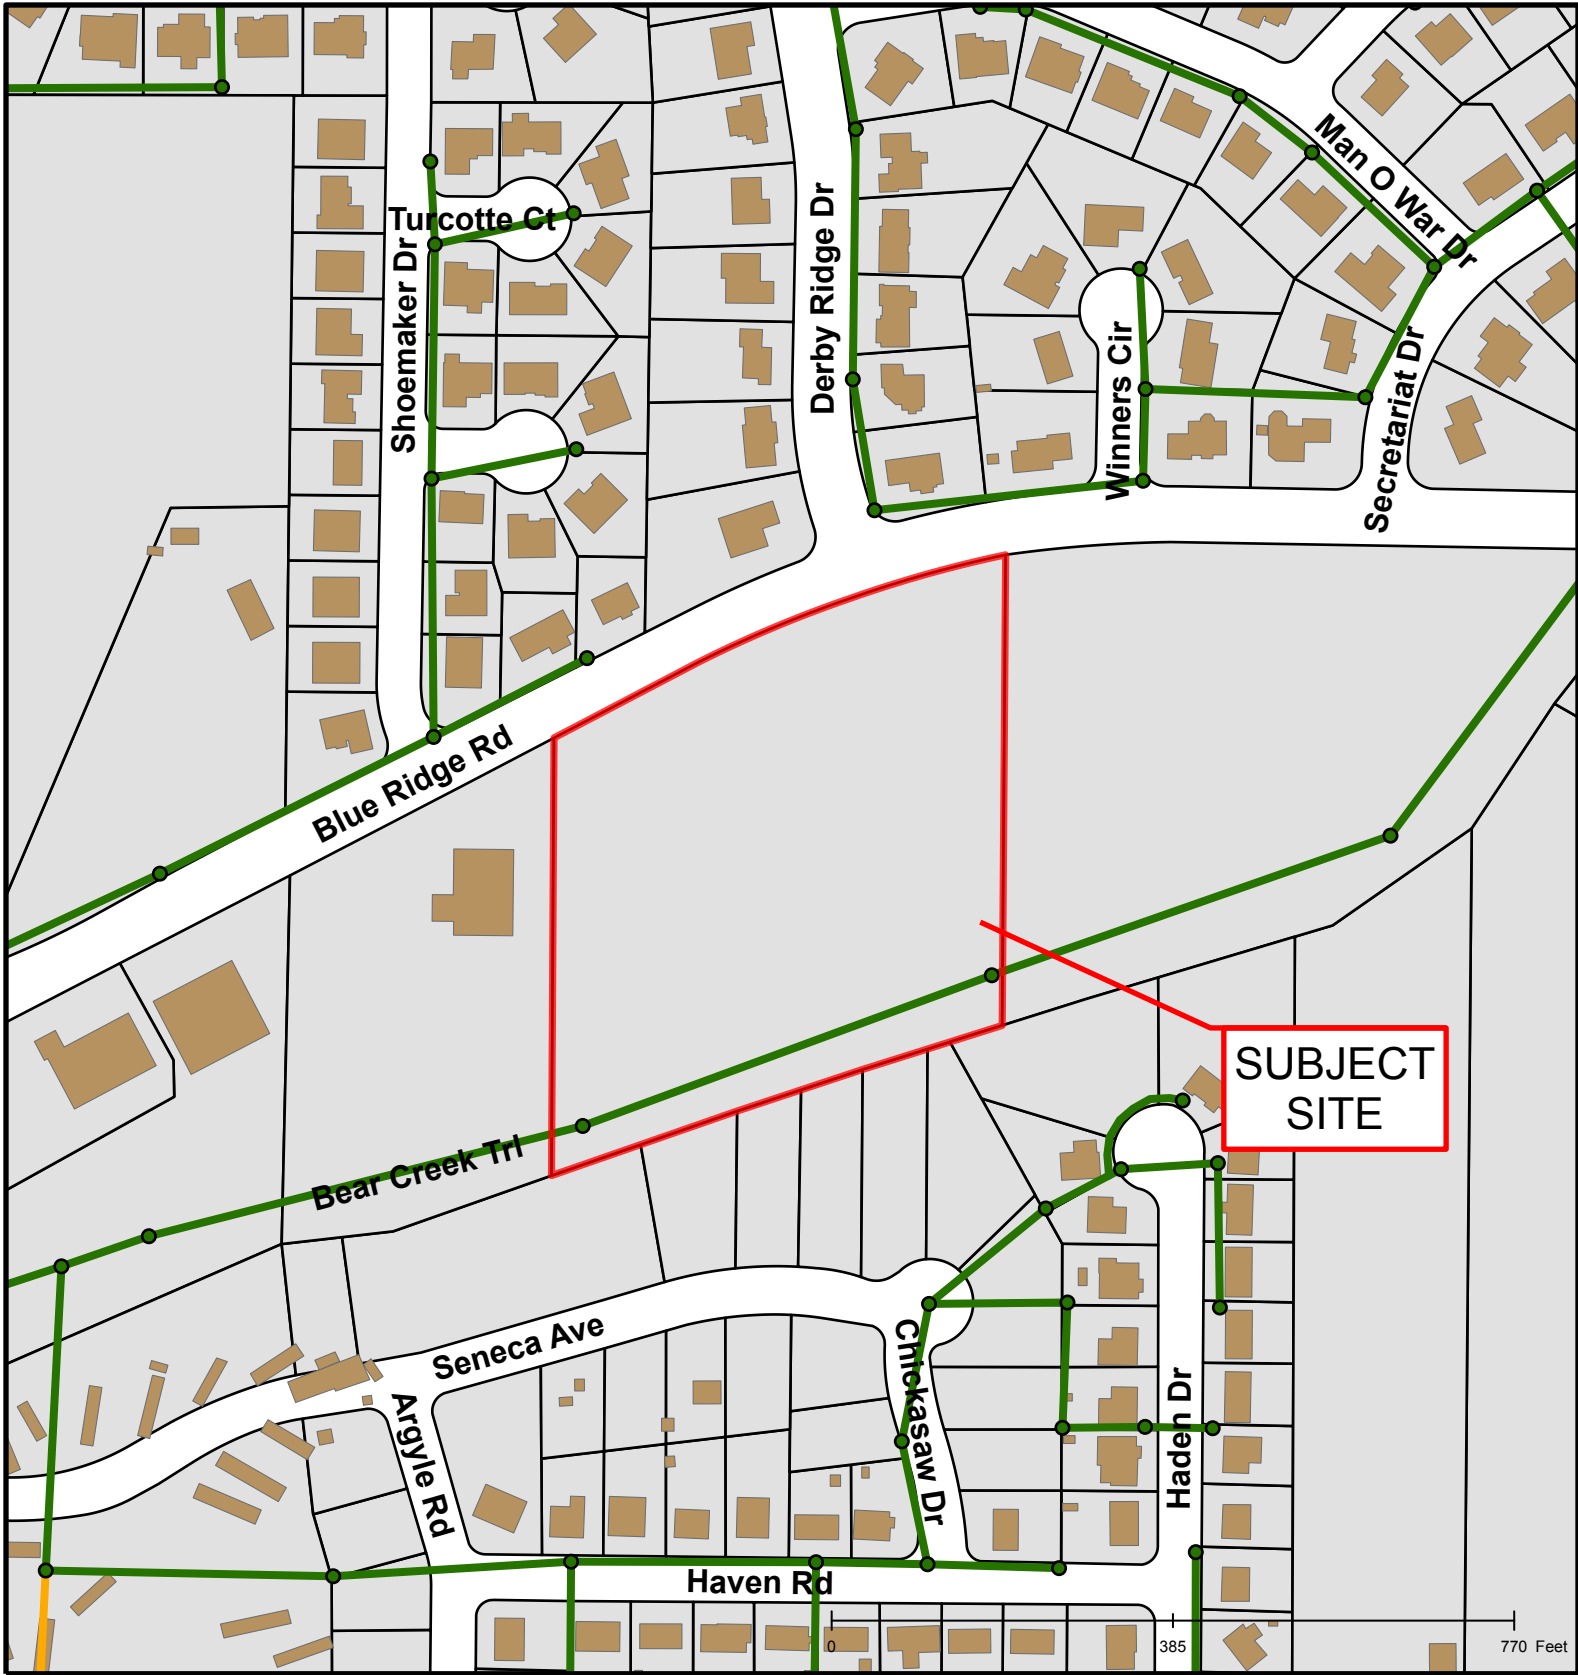 Man O War Dr
Turcotte Ct
Derby Ridge Dr
Shoemaker Dr
Winners Cir
Secretariat Dr
Blue Ridge Rd
SUBJECT
SITE
Bear Creek Trl
Seneca Ave
Chickasaw Dr
Haden Dr
Argyle Rd
Haven Rd
0 385 770 Feet